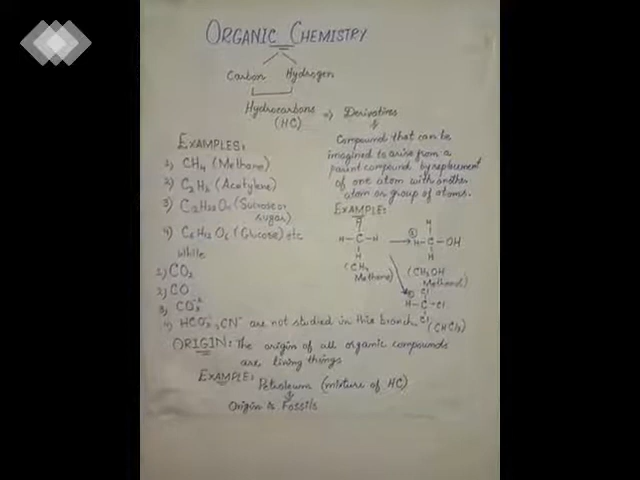 ORGANIC CHEMISTRY
Carbon Hydrogen
Hydrocarbons ⇒ Derivatives
(HC)
Compound that can be
imagined to arise from a
parent compound by replacement
of one atom with another
atom or group of atoms.
EXAMPLES:
1) CH4 (Methane)
2) C2H2 (Acetylene)
3) (Sucrose or
sugar)
4) C6H12O6 (Glucose) etc
While
1) CO2
2) CO
3)
4) HCO3-, CN- are not studied in this branch.
EXAMPLE:
H H
H-C-H → H-C-OH
H H
(CH4 Methane) (CH3OH Methanol)
Cl
H-C-Cl
Cl
(CHCl3)
ORIGIN: The origin of all organic compounds
are living things
EXAMPLE: Petroleum (mixture of HC)
Origin is Fossils